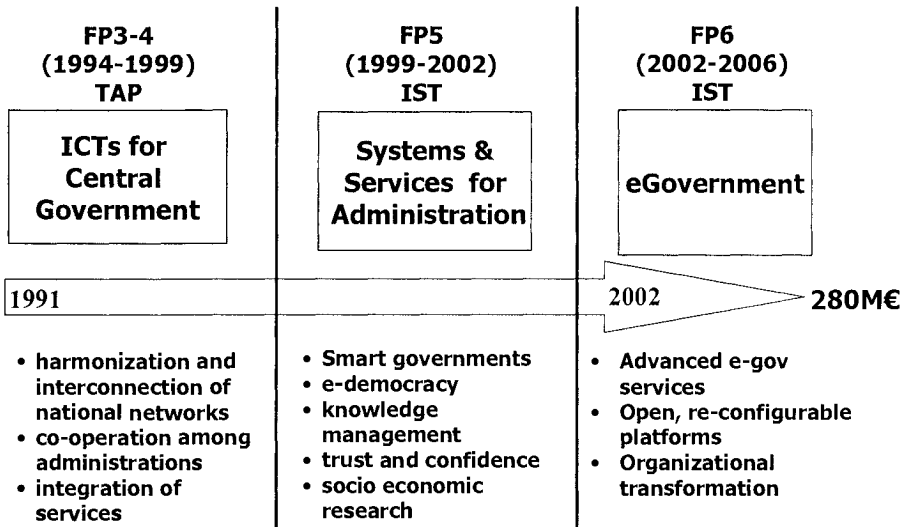 FP3-4
(1994-1999)
TAP
ICTs for
Central
Government
FP5
(1999-2002)
IST
Systems &
Services for
Administration
FP6
(2002-2006)
IST
eGovernment
1991
2002
280M€
• harmonization and
interconnection of
national networks
• co-operation among
administrations
• integration of
services
• Smart governments
• e-democracy
• knowledge
management
• trust and confidence
• socio economic
research
• Advanced e-gov
services
• Open, re-configurable
platforms
• Organizational
transformation